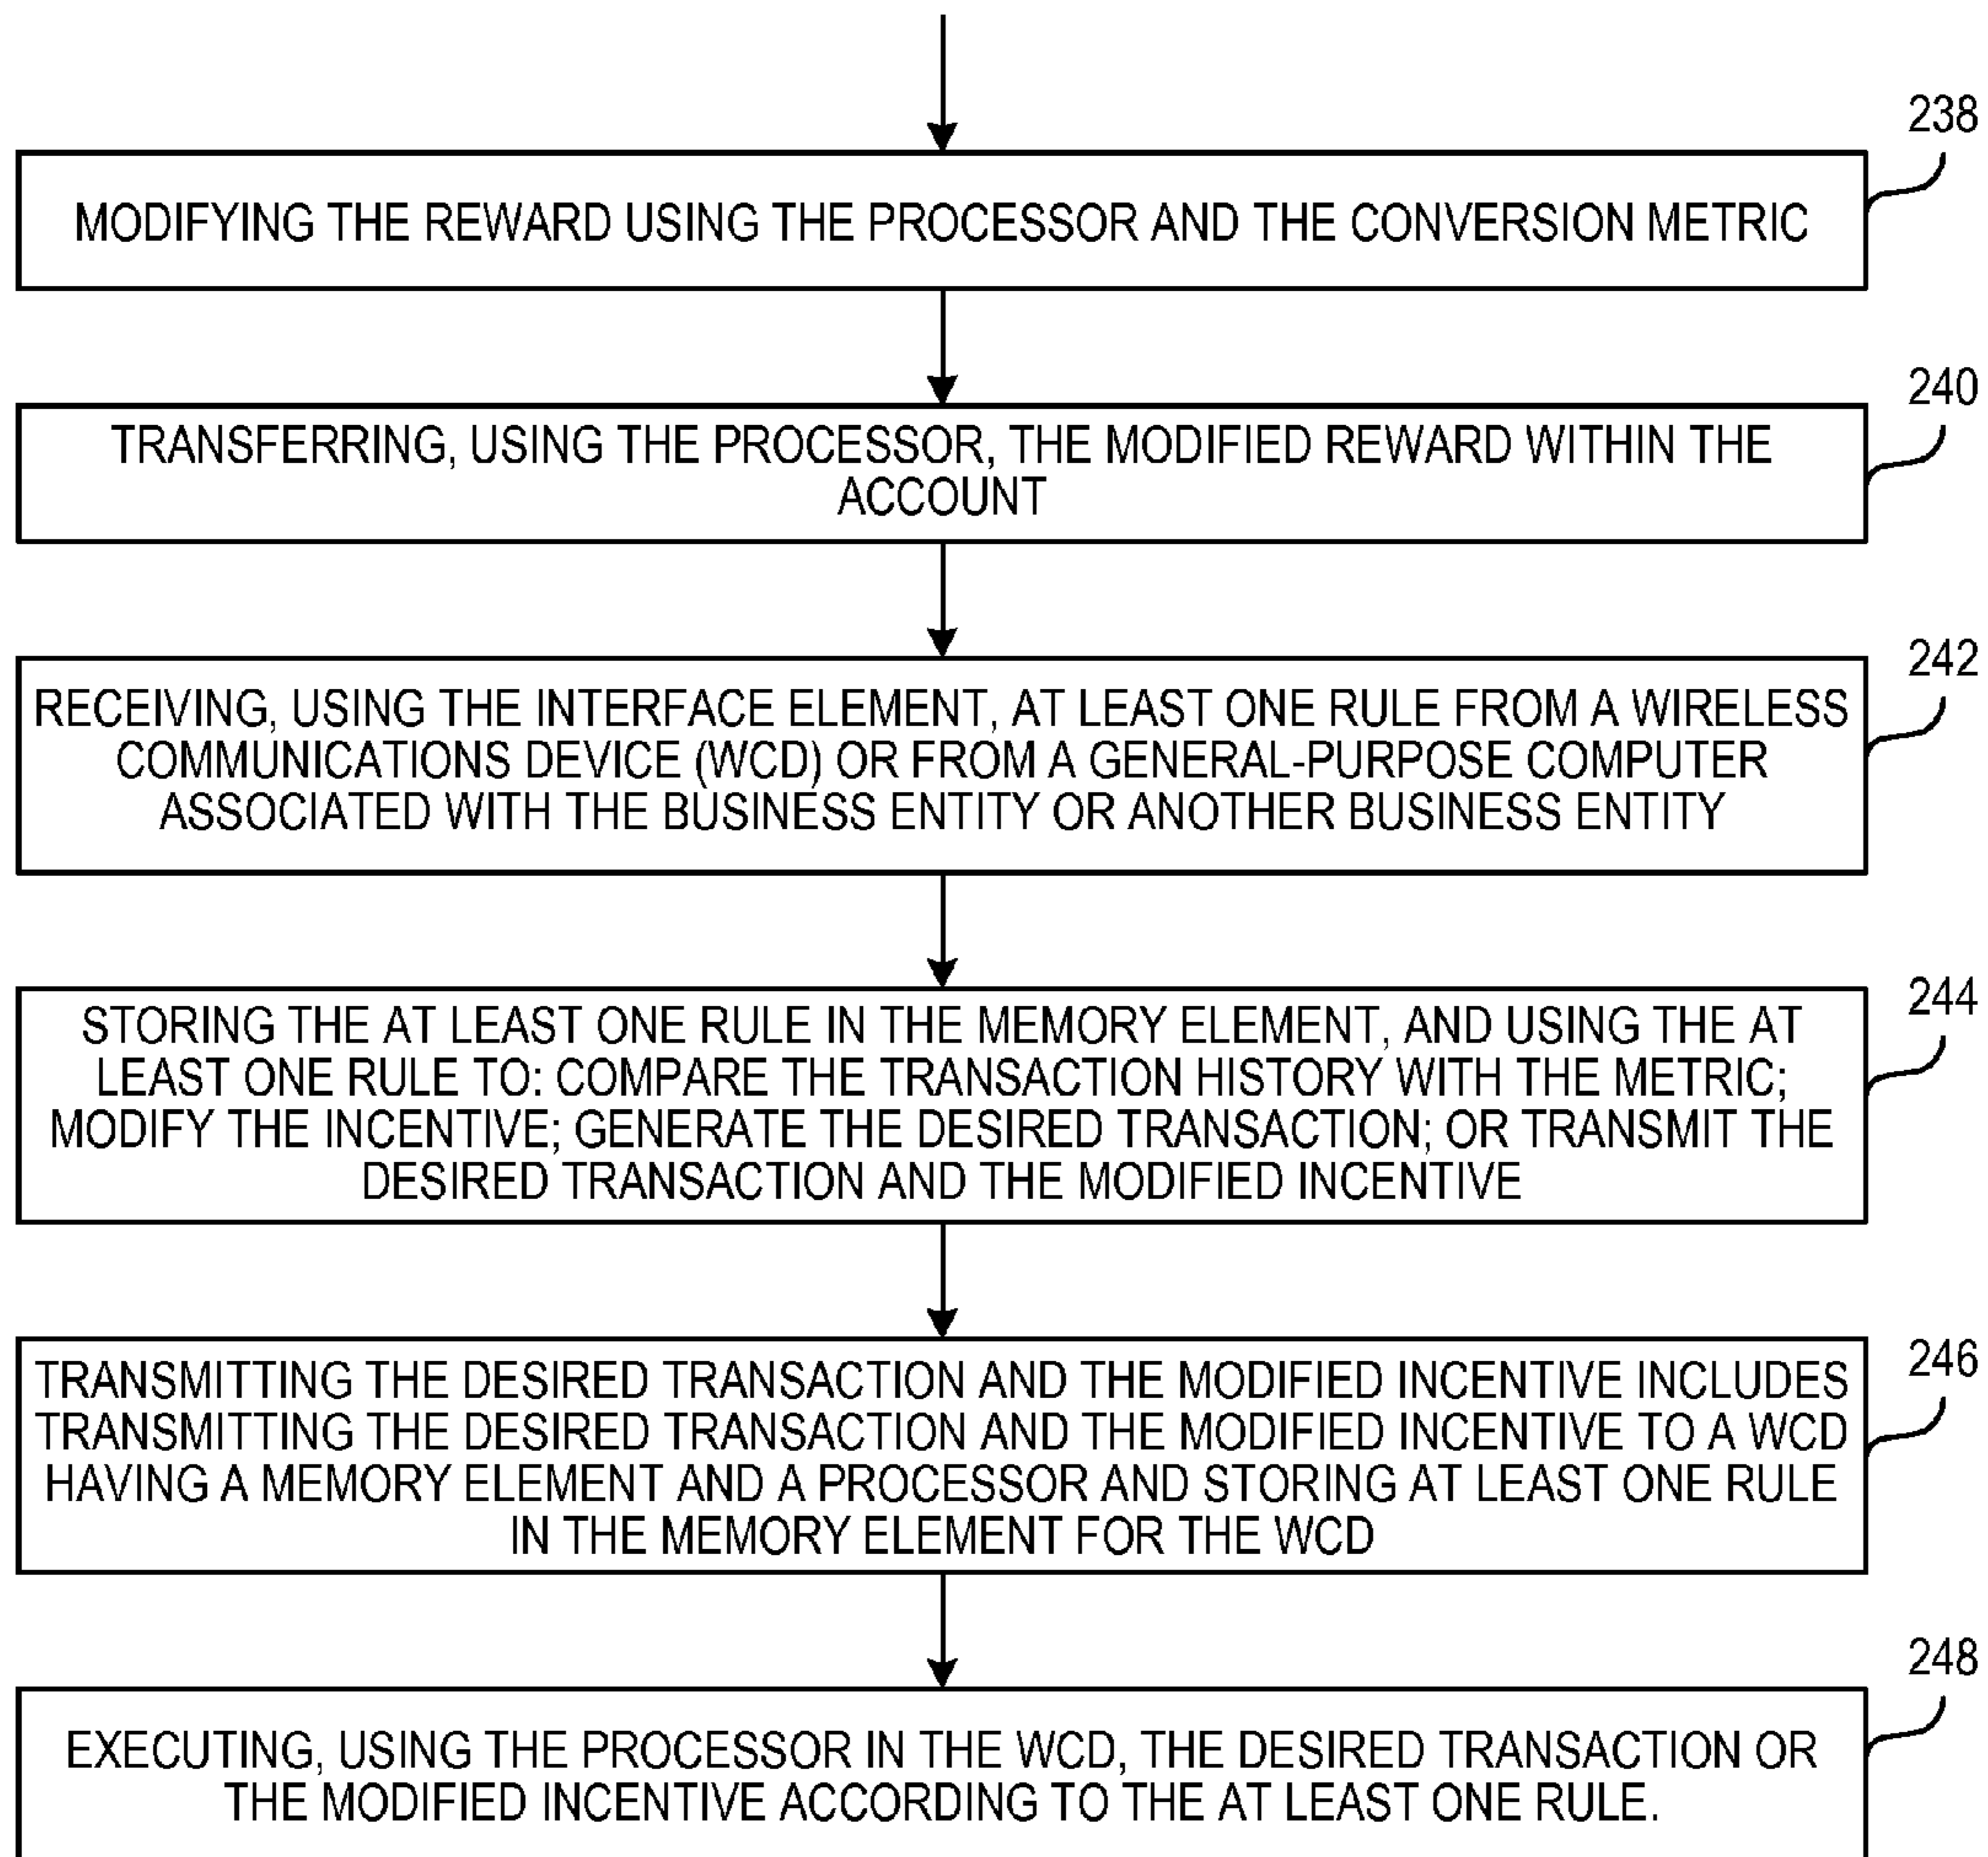 238
MODIFYING THE REWARD USING THE PROCESSOR AND THE CONVERSION METRIC
240
TRANSFERRING, USING THE PROCESSOR, THE MODIFIED REWARD WITHIN THE
ACCOUNT
242
RECEIVING, USING THE INTERFACE ELEMENT, AT LEAST ONE RULE FROM A WIRELESS
COMMUNICATIONS DEVICE (WCD) OR FROM A GENERAL-PURPOSE COMPUTER
ASSOCIATED WITH THE BUSINESS ENTITY OR ANOTHER BUSINESS ENTITY
244
STORING THE AT LEAST ONE RULE IN THE MEMORY ELEMENT, AND USING THE AT
LEAST ONE RULE TO: COMPARE THE TRANSACTION HISTORY WITH THE METRIC;
MODIFY THE INCENTIVE; GENERATE THE DESIRED TRANSACTION; OR TRANSMIT THE
DESIRED TRANSACTION AND THE MODIFIED INCENTIVE
246
TRANSMITTING THE DESIRED TRANSACTION AND THE MODIFIED INCENTIVE INCLUDES
TRANSMITTING THE DESIRED TRANSACTION AND THE MODIFIED INCENTIVE TO A WCD
HAVING A MEMORY ELEMENT AND A PROCESSOR AND STORING AT LEAST ONE RULE
IN THE MEMORY ELEMENT FOR THE WCD
248
EXECUTING, USING THE PROCESSOR IN THE WCD, THE DESIRED TRANSACTION OR
THE MODIFIED INCENTIVE ACCORDING TO THE AT LEAST ONE RULE.